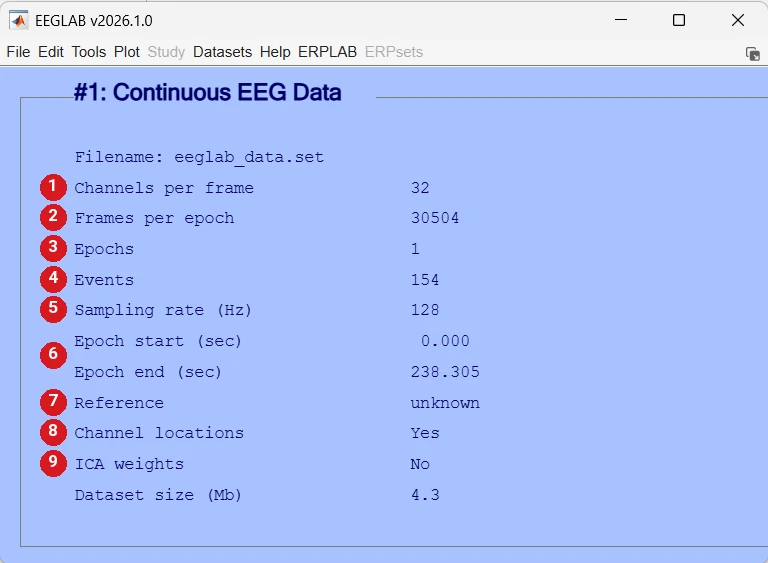 EEGLAB v2026.1.0
File Edit Tools Plot Study Datasets Help ERPLAB ERPsets
#1: Continuous EEG Data
Filename: eeglab_data.set
1 Channels per frame 32
2 Frames per epoch 30504
3 Epochs 1
4 Events 154
5 Sampling rate (Hz) 128
Epoch start (sec) 0.000
6
Epoch end (sec) 238.305
7 Reference unknown
8 Channel locations Yes
9 ICA weights No
Dataset size (Mb) 4.3